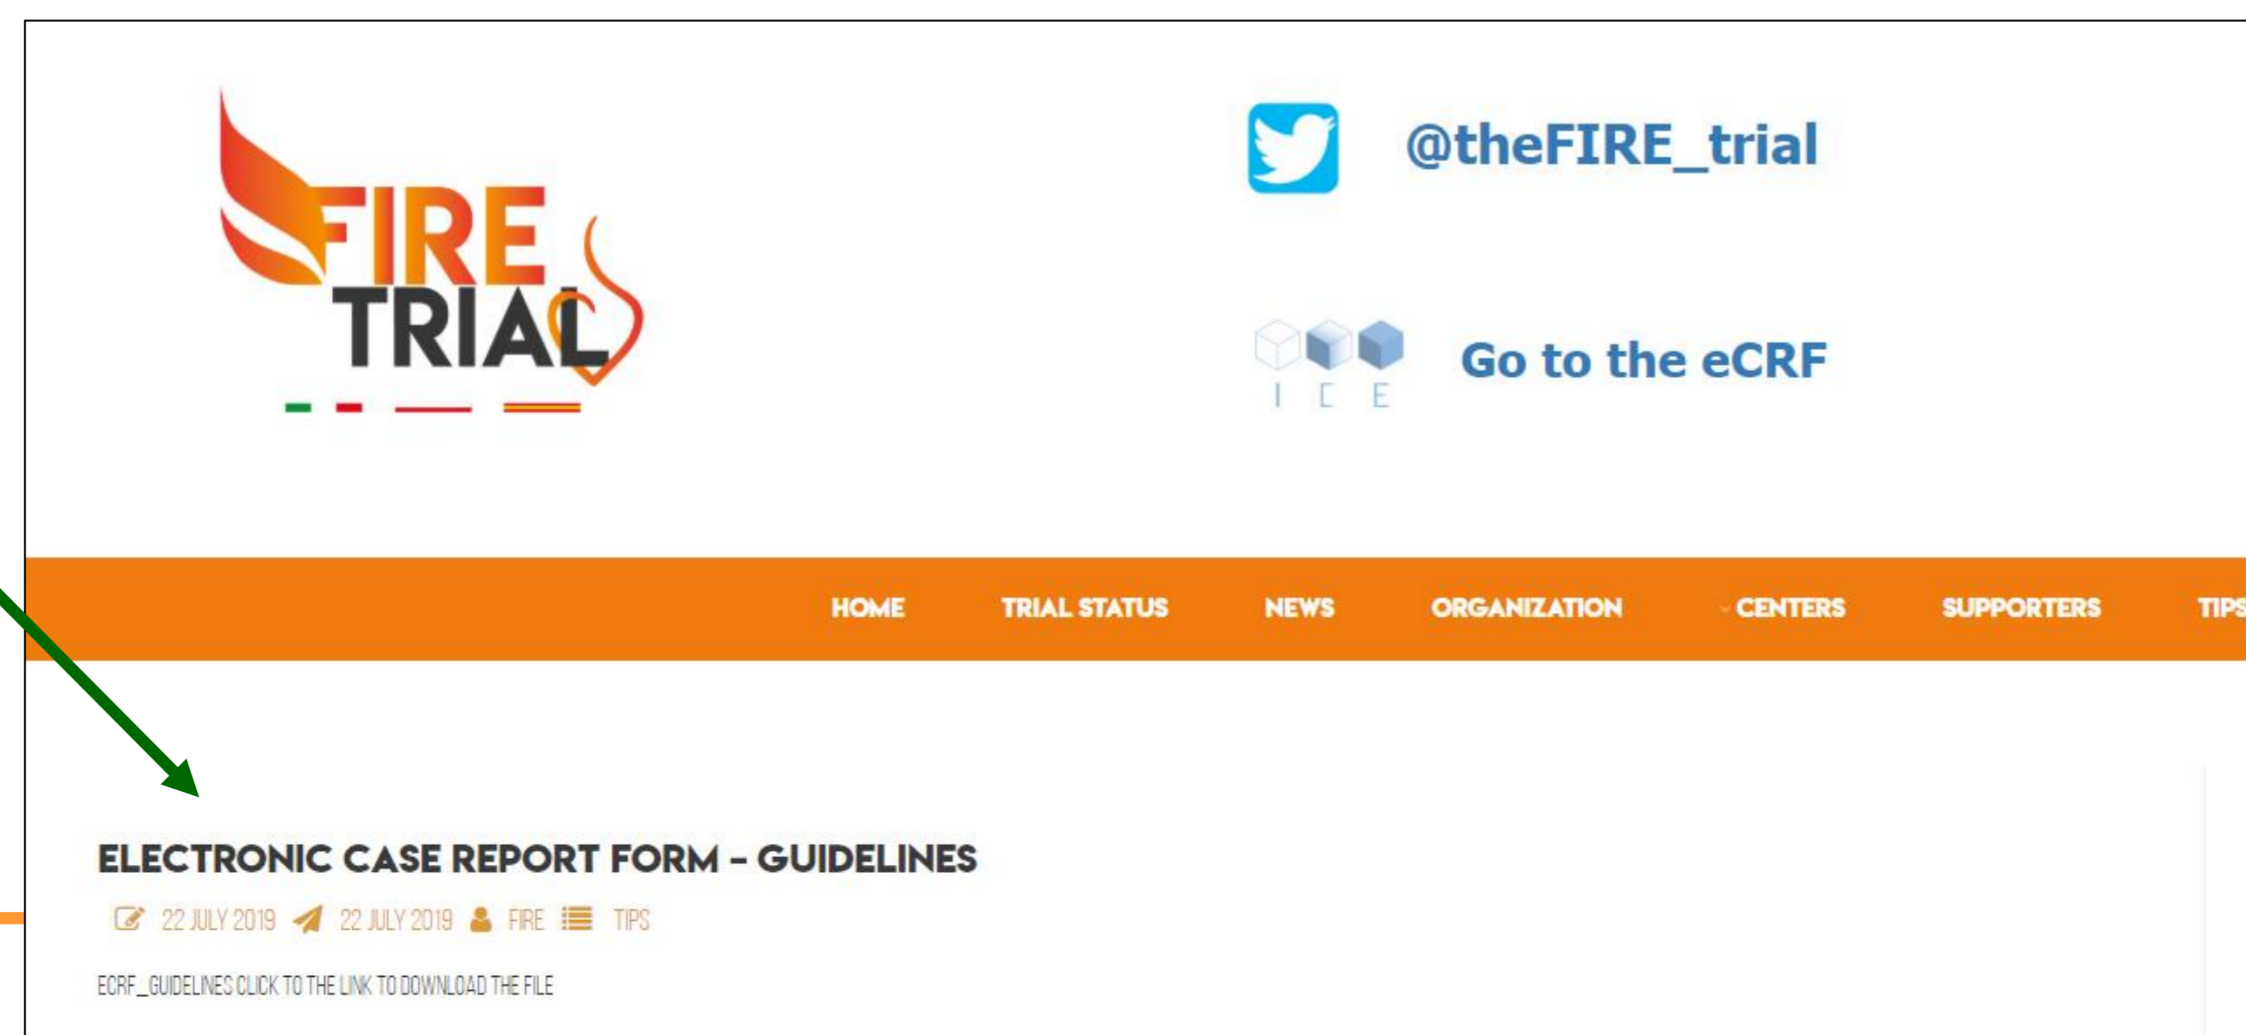 FIRE
TRIAL
@theFIRE_trial
I C E
Go to the eCRF
HOME TRIAL STATUS NEWS ORGANIZATION CENTERS SUPPORTERS TIPS
ELECTRONIC CASE REPORT FORM – GUIDELINES
22 JULY 2019 22 JULY 2019 FIRE TIPS
ECRF_GUIDELINES CLICK TO THE LINK TO DOWNLOAD THE FILE